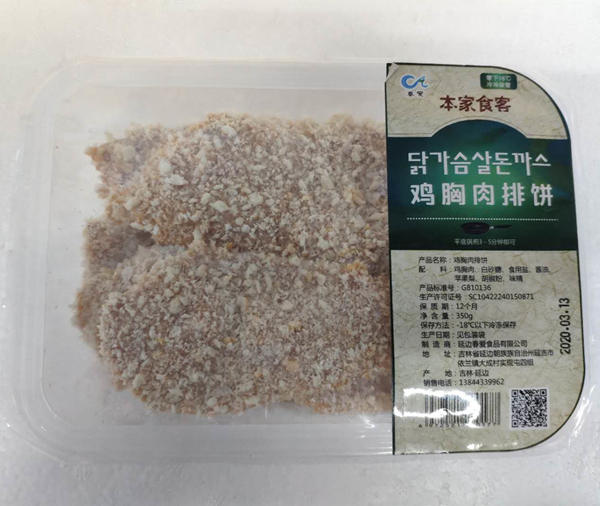 零下18℃
冷冻保管
春爱
本家食客
닭가슴살돈까스
鸡胸肉排饼
平底锅煎3-5分钟即可
产品名称：鸡胸肉排饼
配 料：鸡胸肉、白砂糖、食用盐、酱油、
苹果梨、胡椒粉、味精
产品标准号：GB10136
生产许可证号 SC10422240150871
保 质 期：12个月
净 含 量：350g
保存方法：-18℃以下冷冻保存
生产日期：见包装袋
制 造 商：延边春爱食品有限公司
地 址：吉林省延边朝族族自治州延吉市
依兰镇大成村实现屯四组
产 地：吉林·延边
销售电话：13844339962
2020.03.13